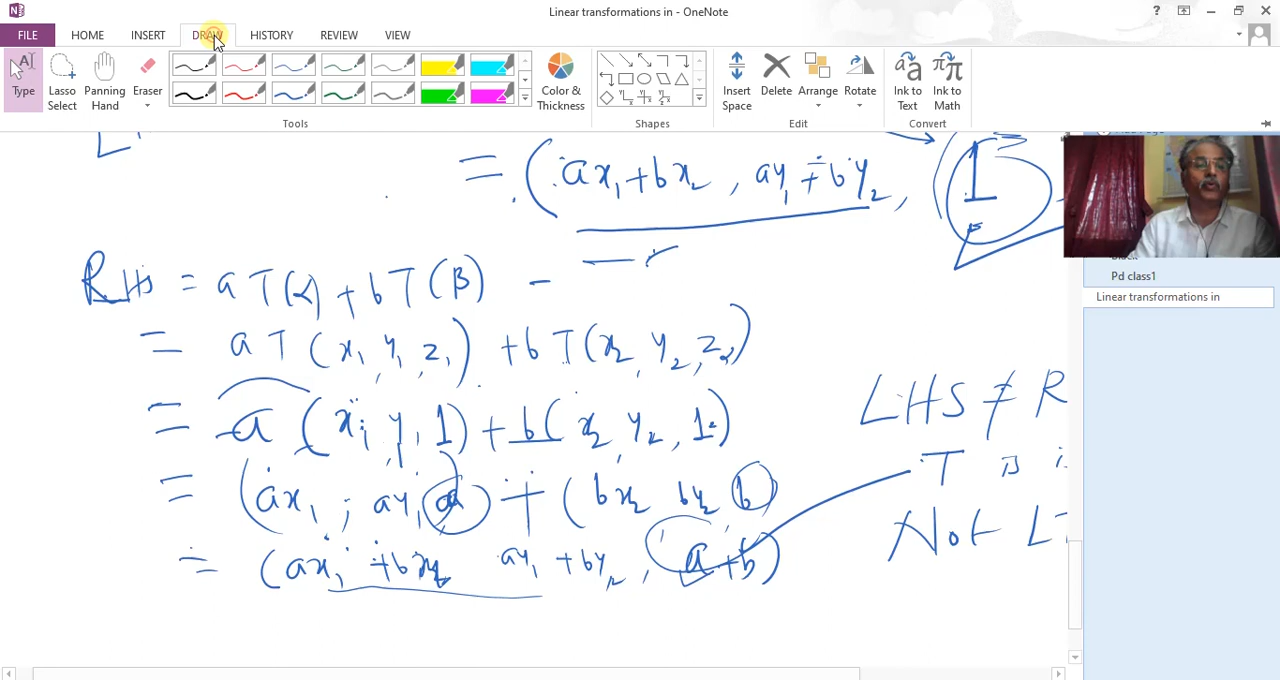 Linear transformations in - OneNote
FILE HOME INSERT DRAW HISTORY REVIEW VIEW
Type
Lasso Select
Panning Hand
Eraser
Color & Thickness
Insert Space
Delete
Arrange
Rotate
Ink to Text
Ink to Math
Tools
Shapes
Edit
Convert
= (ax₁+bx₂, ay₁+by₂, 1
RHS = aT(α)+bT(β)
= aT(x₁, y₁, z₁) + bT(x₂, y₂, z₂)
= a(x₁, y₁, 1) + b(x₂, y₂, 1)
= (ax₁, ay₁, a) + (bx₂ by₂, b)
= (ax₁ + bx₂ ay₁ + by₂, a+b)
LHS ≠ R
T is
Not LT
Pd class1
Linear transformations in